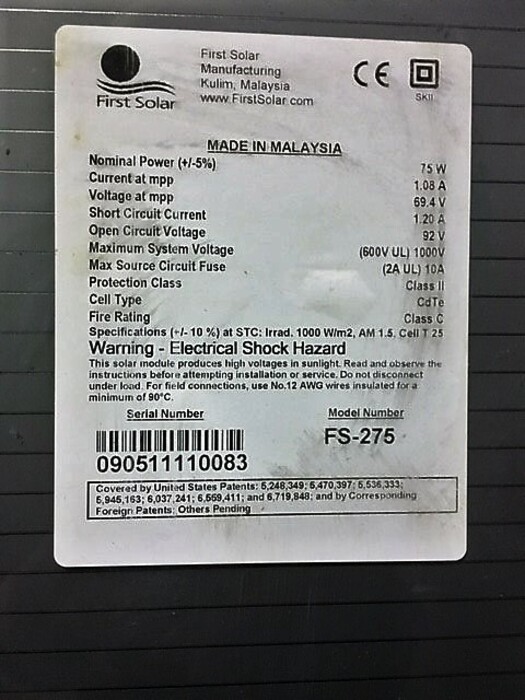 First Solar
First Solar
Manufacturing
Kulim, Malaysia
www.FirstSolar.com
CE
SKII
MADE IN MALAYSIA
Nominal Power (+/-5%) 75 W
Current at mpp 1.08 A
Voltage at mpp 69.4 V
Short Circuit Current 1.20 A
Open Circuit Voltage 92 V
Maximum System Voltage (600V UL) 1000V
Max Source Circuit Fuse (2A UL) 10A
Protection Class Class II
Cell Type CdTe
Fire Rating Class C
Specifications (+/- 10 %) at STC: Irrad. 1000 W/m2, AM 1.5, Cell T 25
Warning - Electrical Shock Hazard
This solar module produces high voltages in sunlight. Read and observe the
instructions before attempting installation or service. Do not disconnect
under load. For field connections, use No.12 AWG wires insulated for a
minimum of 90°C.
Serial Number Model Number
FS-275
090511110083
Covered by United States Patents: 5,248,349; 5,470,397; 5,536,333;
5,945,163; 6,037,241; 6,559,411; and 6,719,848; and by Corresponding
Foreign Patents; Others Pending